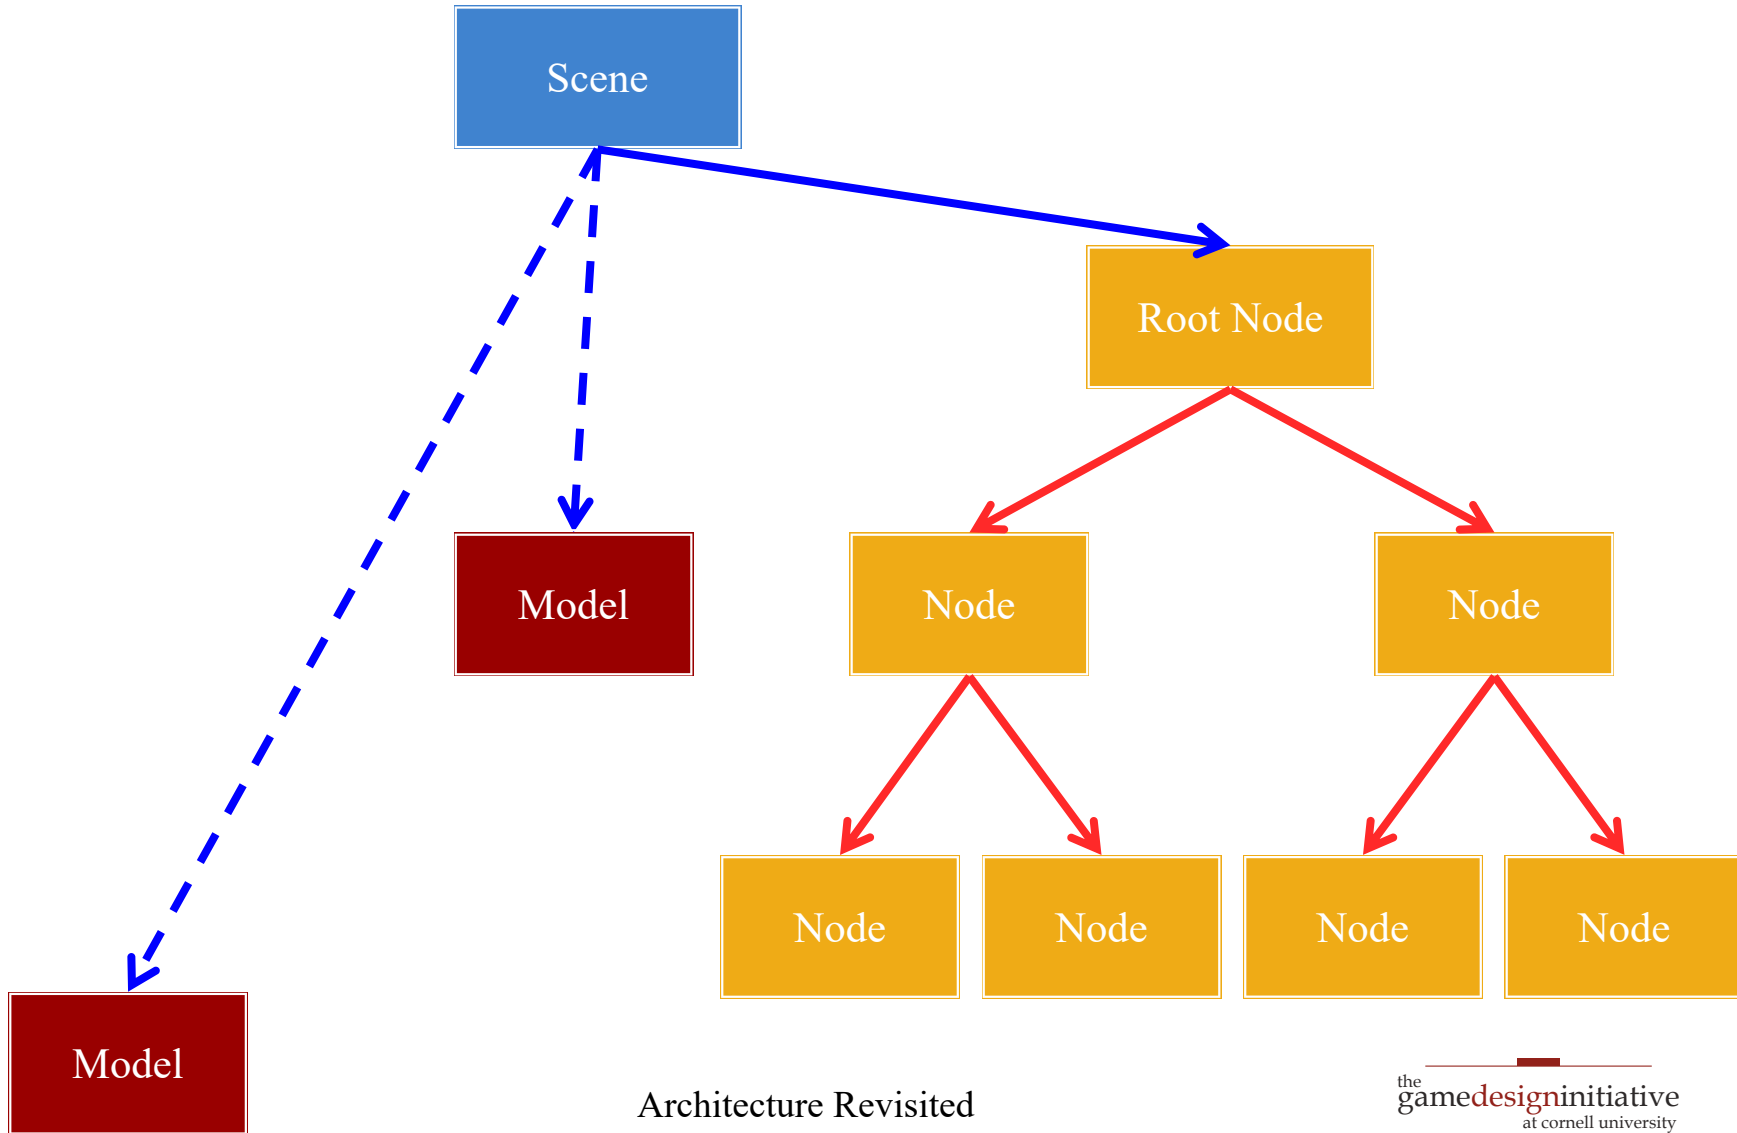 Scene
Root Node
Model
Node
Node
Node
Node
Node
Node
Model
Architecture Revisited
the
gamedesigninitiative
at cornell university